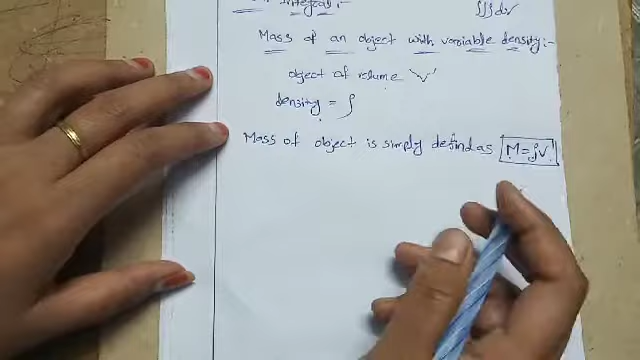 integral:-
∭dv
Mass of an object with variable density:-
object of volume 'V'
density = ρ
Mass of object is simply defind as M=ρV